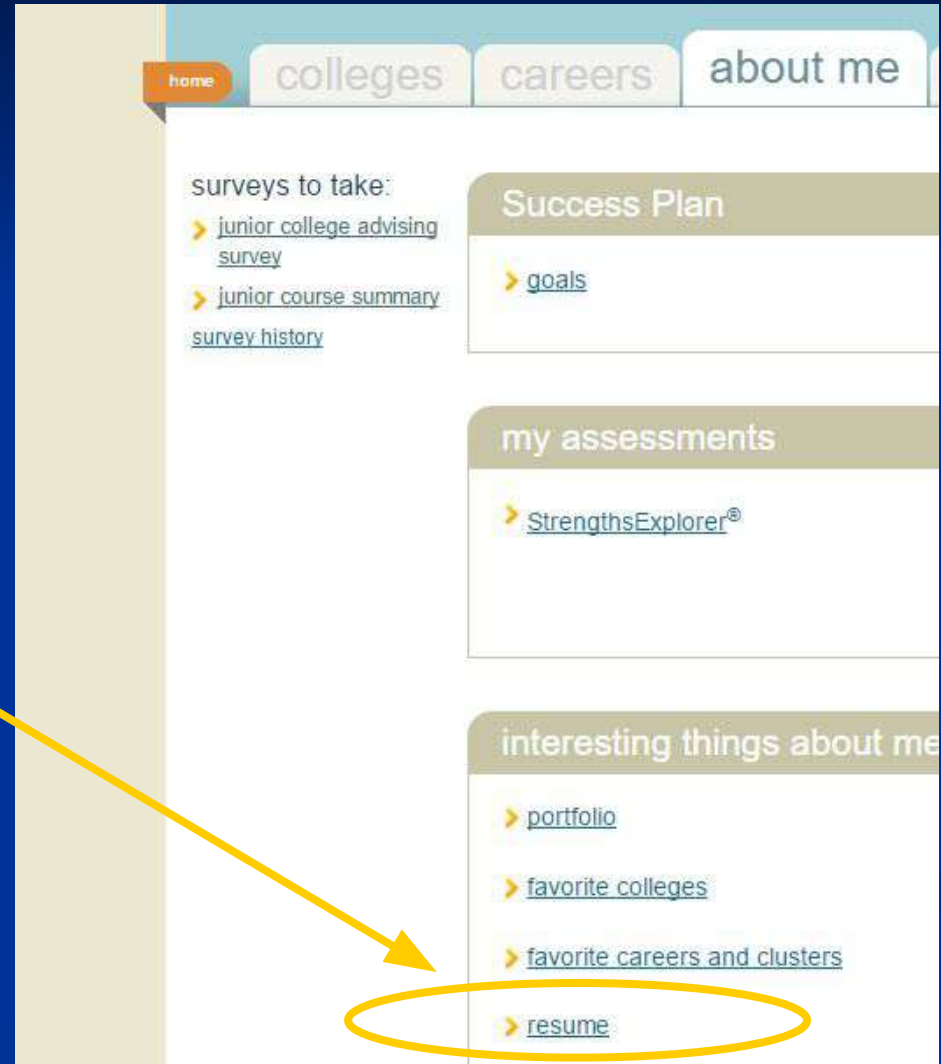 home
colleges
careers
about me
surveys to take:
junior college advising
survey
junior course summary
survey history
Success Plan
goals
my assessments
StrengthsExplorer®
interesting things about me
portfolio
favorite colleges
favorite careers and clusters
resume